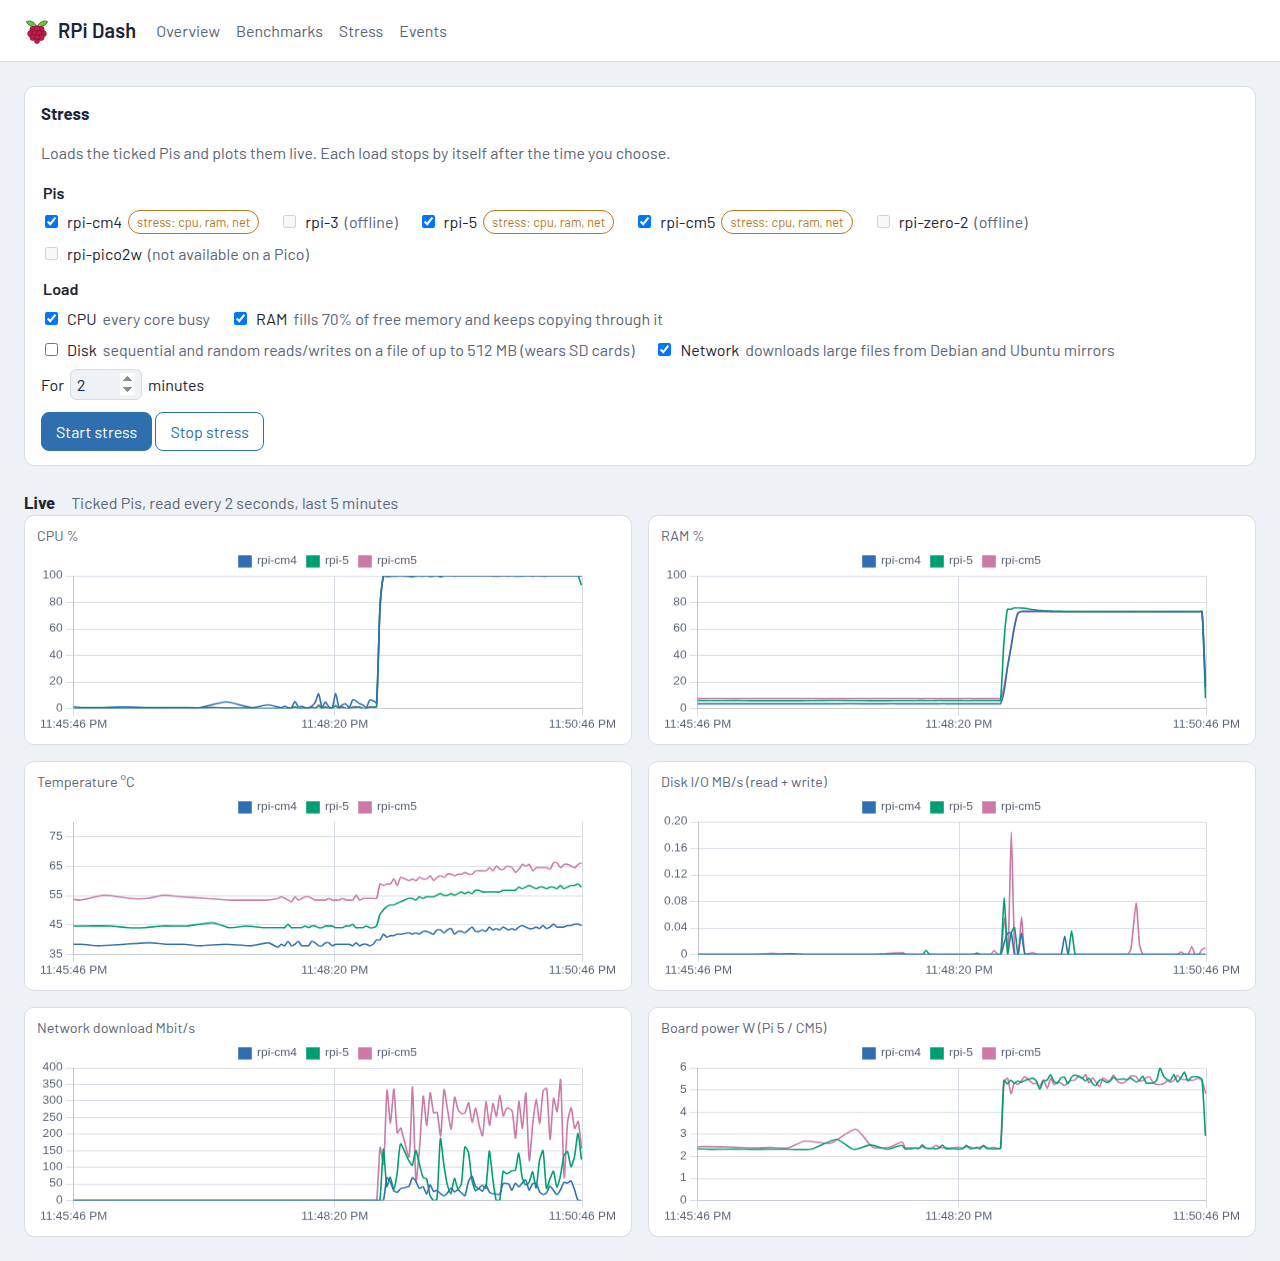 RPi Dash Overview Benchmarks Stress Events
Stress
Loads the ticked Pis and plots them live. Each load stops by itself after the time you choose.
Pis
rpi-cm4 stress: cpu, ram, net rpi-3 (offline) rpi-5 stress: cpu, ram, net rpi-cm5 stress: cpu, ram, net rpi-zero-2 (offline)
rpi-pico2w (not available on a Pico)
Load
CPU every core busy RAM fills 70% of free memory and keeps copying through it
Disk sequential and random reads/writes on a file of up to 512 MB (wears SD cards) Network downloads large files from Debian and Ubuntu mirrors
For 2 minutes
Start stress Stop stress
Live Ticked Pis, read every 2 seconds, last 5 minutes
CPU %
rpi-cm4 rpi-5 rpi-cm5
100
80
60
40
20
0
11:45:46 PM 11:48:20 PM 11:50:46 PM
RAM %
rpi-cm4 rpi-5 rpi-cm5
100
80
60
40
20
0
11:45:46 PM 11:48:20 PM 11:50:46 PM
Temperature °C
rpi-cm4 rpi-5 rpi-cm5
75
65
55
45
35
11:45:46 PM 11:48:20 PM 11:50:46 PM
Disk I/O MB/s (read + write)
rpi-cm4 rpi-5 rpi-cm5
0.20
0.16
0.12
0.08
0.04
0
11:45:46 PM 11:48:20 PM 11:50:46 PM
Network download Mbit/s
rpi-cm4 rpi-5 rpi-cm5
400
350
300
250
200
150
100
50
0
11:45:46 PM 11:48:20 PM 11:50:46 PM
Board power W (Pi 5 / CM5)
rpi-cm4 rpi-5 rpi-cm5
6
5
4
3
2
1
0
11:45:46 PM 11:48:20 PM 11:50:46 PM